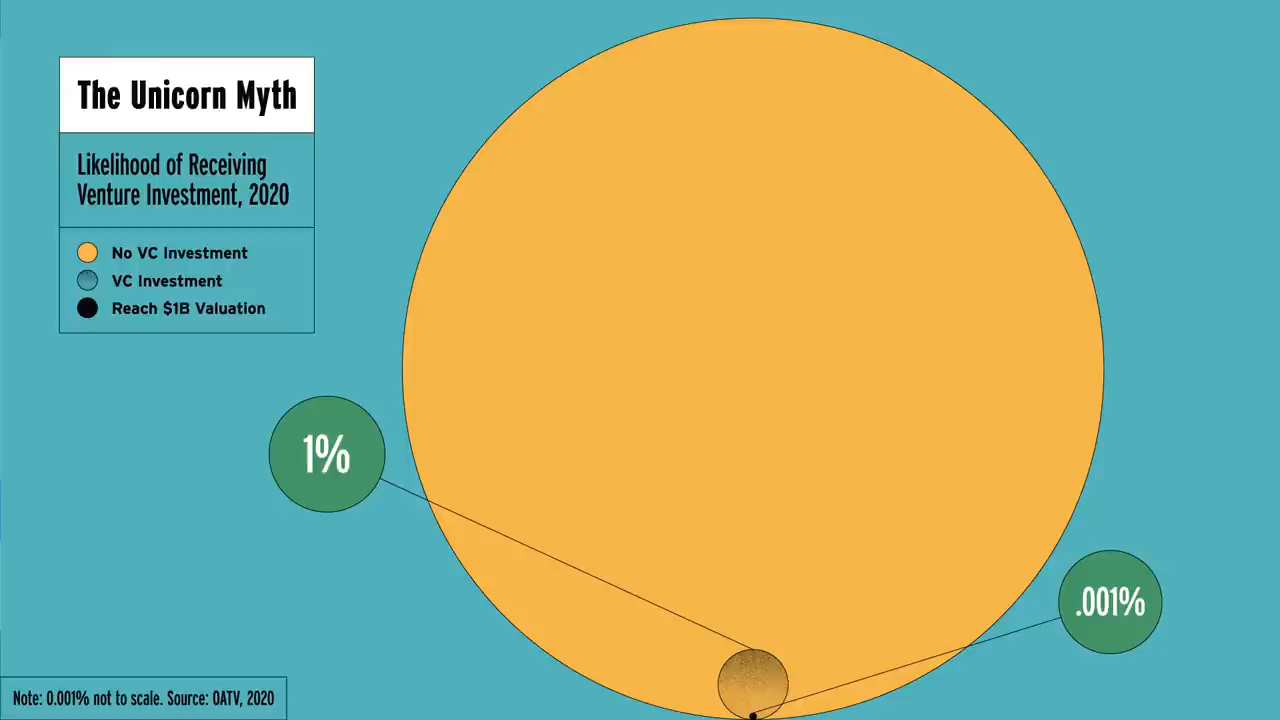 The Unicorn Myth
Likelihood of Receiving
Venture Investment, 2020
No VC Investment
VC Investment
Reach $1B Valuation
1%
.001%
Note: 0.001% not to scale. Source: OATV, 2020